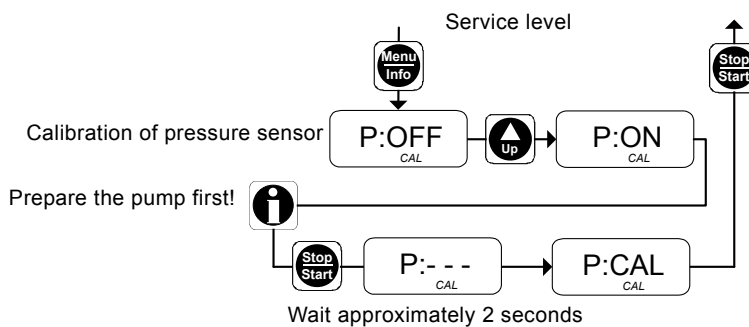 Service level
Menu
Info
Stop
Start
Calibration of pressure sensor
P:OFF
CAL
Up
P:ON
CAL
Prepare the pump first!
i
Stop
Start
P:- - -
CAL
P:CAL
CAL
Wait approximately 2 seconds